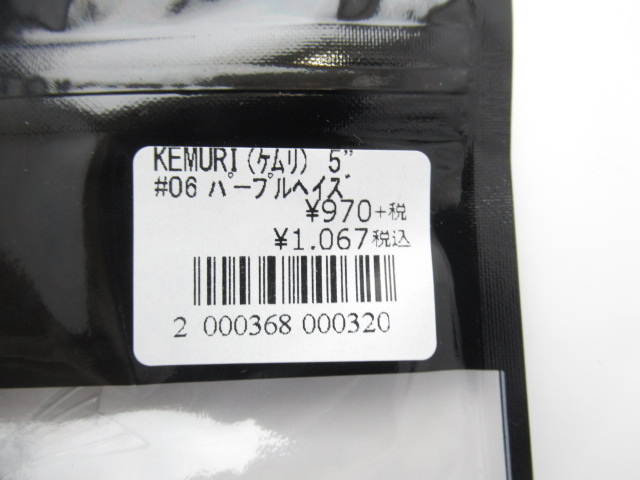 KEMURI(ｹﾑﾘ) 5"
#06 ﾊﾟｰﾌﾟﾙﾍｲｽﾞ
¥970+税
¥1.067税込
2 000368 000320